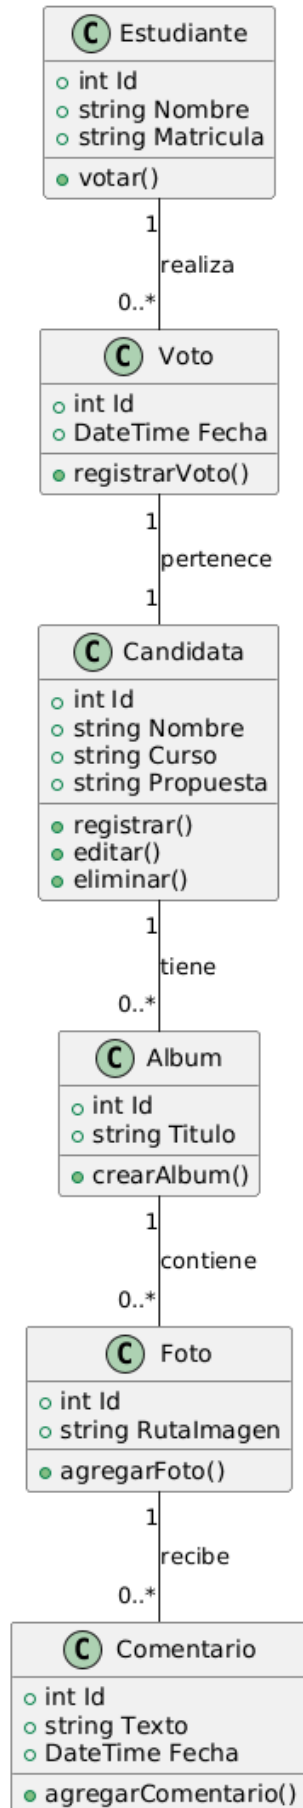 C Estudiante
int Id
string Nombre
string Matricula
votar()
1
realiza
0..*
C Voto
int Id
DateTime Fecha
registrarVoto()
1
pertenece
1
C Candidata
int Id
string Nombre
string Curso
string Propuesta
registrar()
editar()
eliminar()
1
tiene
0..*
C Album
int Id
string Titulo
crearAlbum()
1
contiene
0..*
C Foto
int Id
string RutaImagen
agregarFoto()
1
recibe
0..*
C Comentario
int Id
string Texto
DateTime Fecha
agregarComentario()